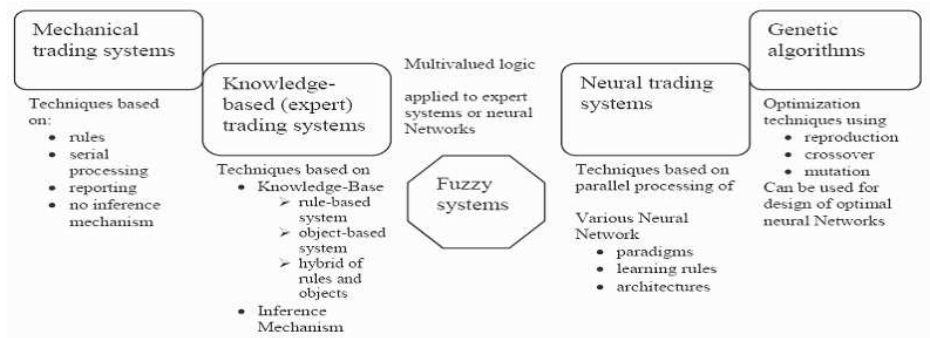 Mechanical
trading systems
Techniques based
on:
• rules
• serial
processing
• reporting
• no inference
mechanism
Knowledge-
based (expert)
trading systems
Techniques based on
• Knowledge-Base
➢ rule-based
system
➢ object-based
system
➢ hybrid of
rules and
objects
• Inference
Mechanism
Multivalued logic
applied to expert
systems or neural
Networks
Fuzzy
systems
Neural trading
systems
Techniques based on
parallel processing of
Various Neural
Network
• paradigms
• learning rules
• architectures
Genetic
algorithms
Optimization
techniques using
• reproduction
• crossover
• mutation
Can be used for
design of optimal
neural Networks